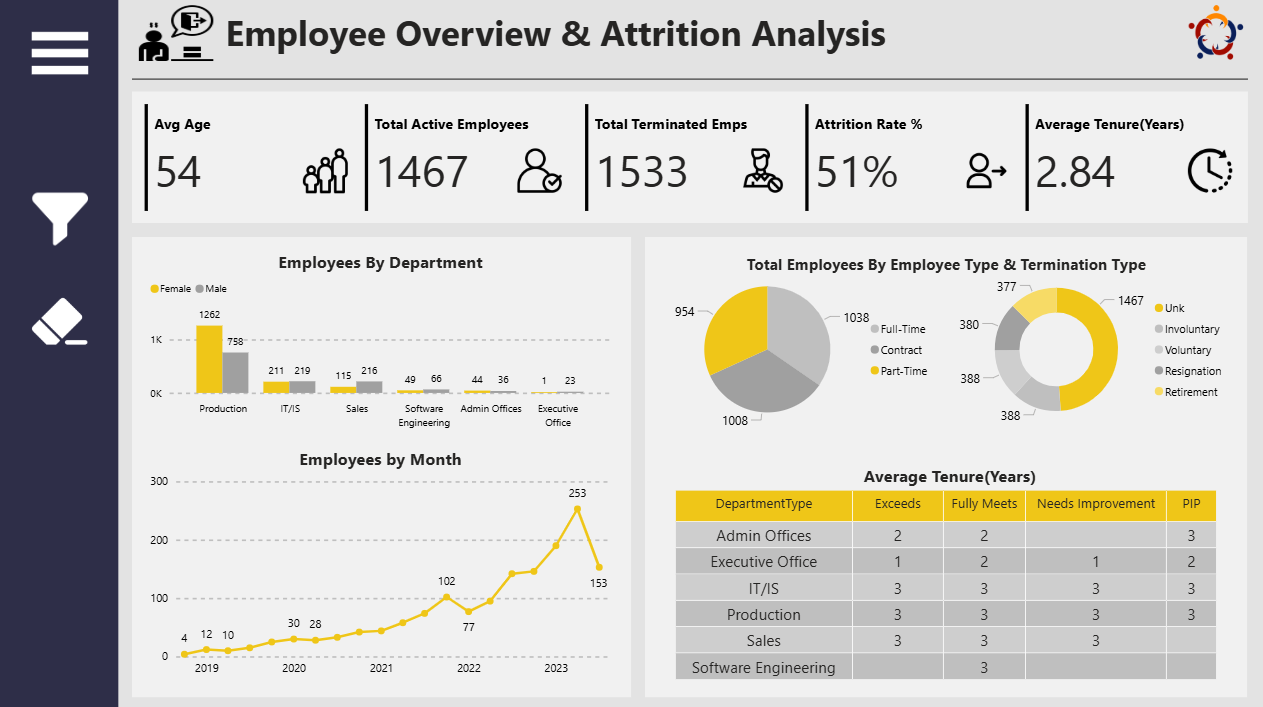 Employee Overview & Attrition Analysis
Avg Age
54
Total Active Employees
1467
Total Terminated Emps
1533
Attrition Rate %
51%
Average Tenure(Years)
2.84
Employees By Department
Female Male
1K
0K
1262
758
211 219
115 216
49 66
44 36
1 23
Production
IT/IS
Sales
Software
Engineering
Admin Offices
Executive
Office
Employees by Month
300
200
100
0
4
12
10
30
28
102
77
253
153
2019
2020
2021
2022
2023
Total Employees By Employee Type & Termination Type
954
1038
1008
Full-Time
Contract
Part-Time
377
1467
380
388
388
Unk
Involuntary
Voluntary
Resignation
Retirement
Average Tenure(Years)
DepartmentType Exceeds Fully Meets Needs Improvement PIP
Admin Offices 2 2 3
Executive Office 1 2 1 2
IT/IS 3 3 3 3
Production 3 3 3 3
Sales 3 3 3
Software Engineering 3